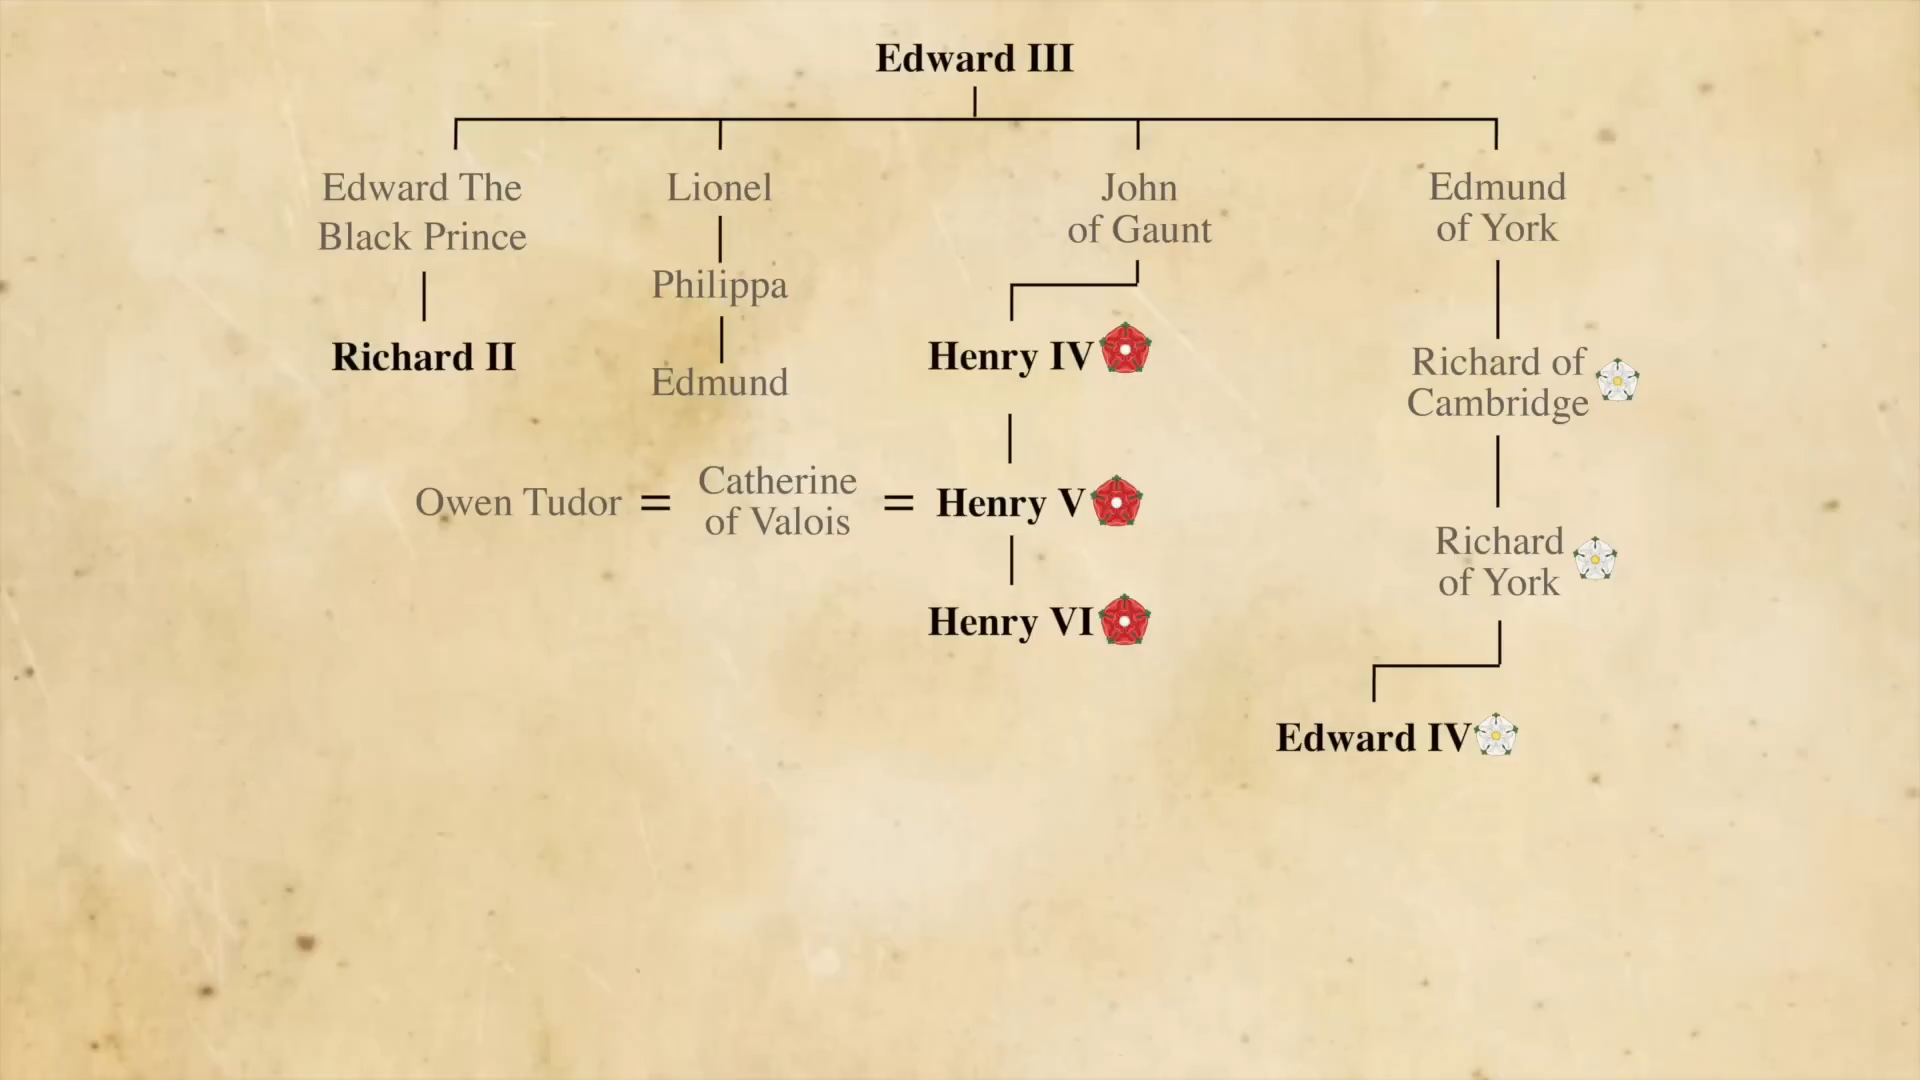 Edward III
Edward The
Black Prince
Lionel
John
of Gaunt
Edmund
of York
Philippa
Richard II
Edmund
Henry IV
Richard of
Cambridge
Owen Tudor = Catherine
of Valois = Henry V
Richard
of York
Henry VI
Edward IV